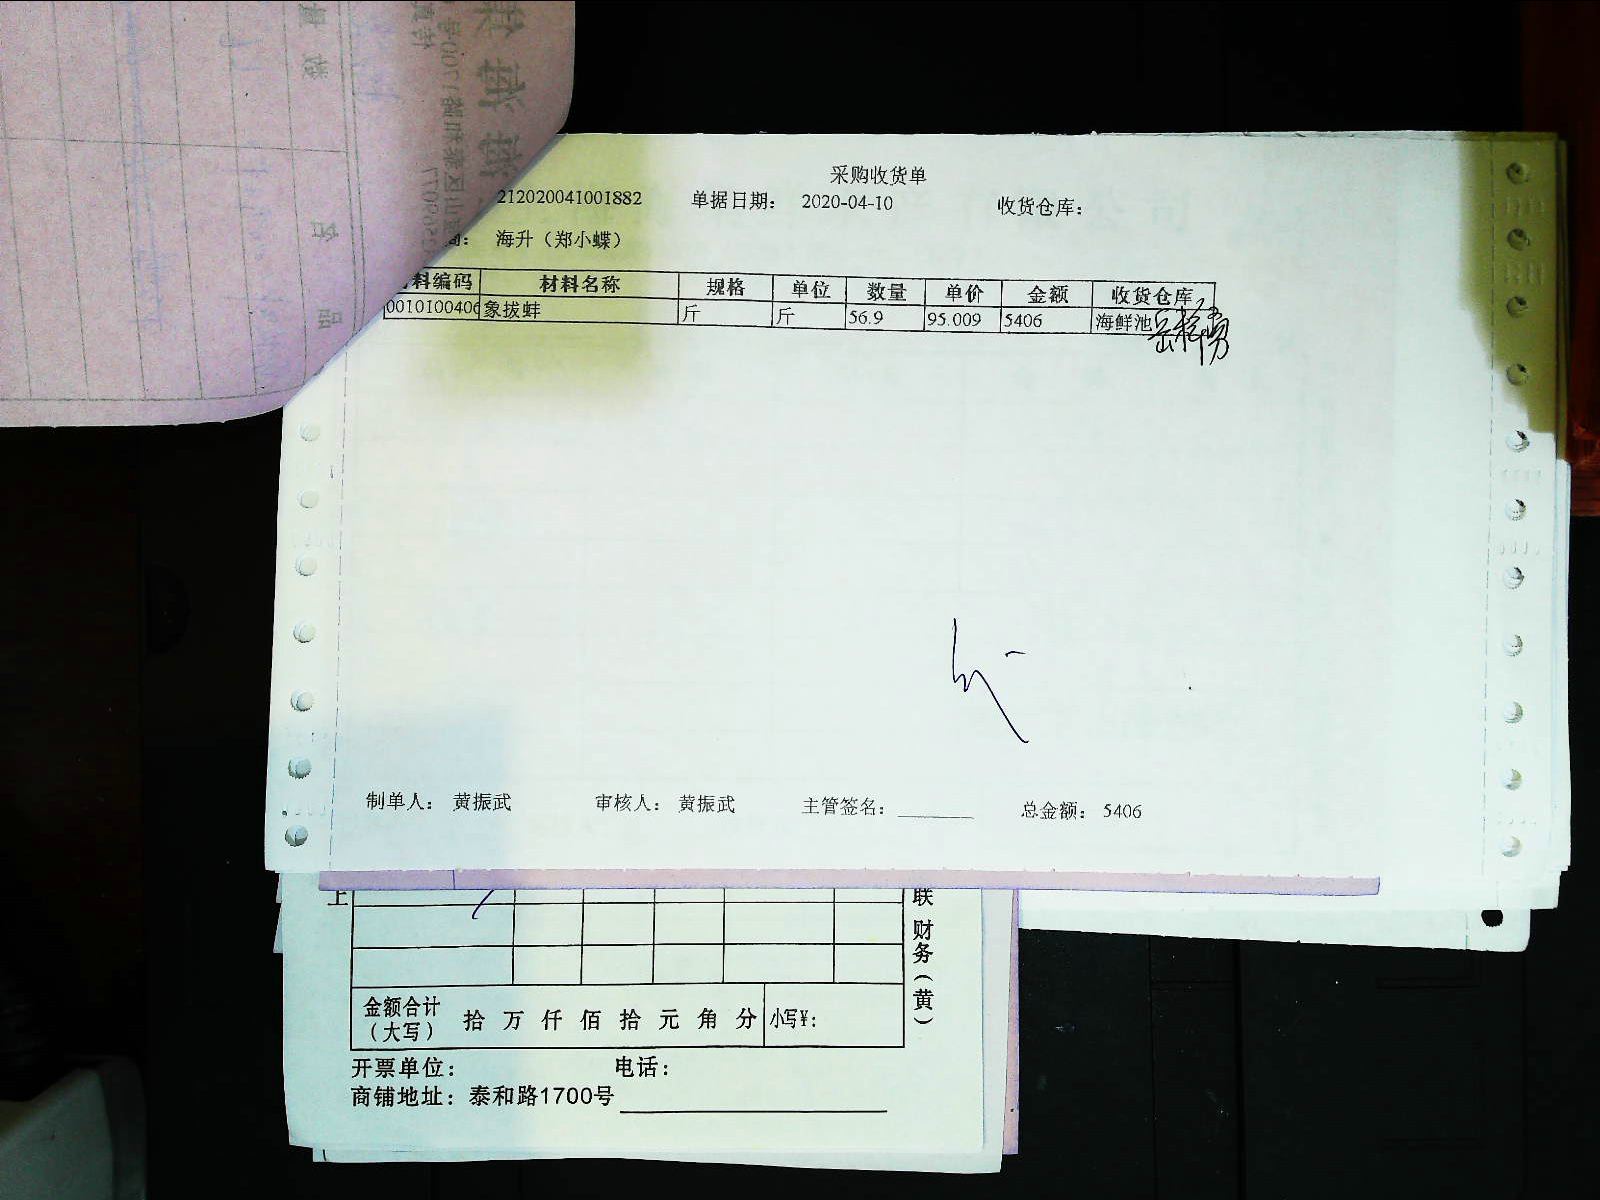 采购收货单
212020041001882 单据日期： 2020-04-10 收货仓库：
海升（郑小蝶）
料编码 材料名称 规格 单位 数量 单价 金额 收货仓库
0010100406 象拔蚌 斤 斤 56.9 95.009 5406 海鲜池
制单人： 黄振武 审核人： 黄振武 主管签名： 总金额： 5406
上
联财务（黄）
金额合计（大写） 拾 万 仟 佰 拾 元 角 分 小写¥：
开票单位： 电话：
商铺地址：泰和路1700号